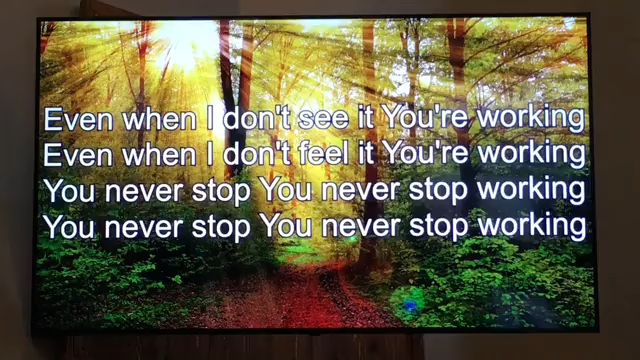 Even when I don't see it You're working
Even when I don't feel it You're working
You never stop You never stop working
You never stop You never stop working